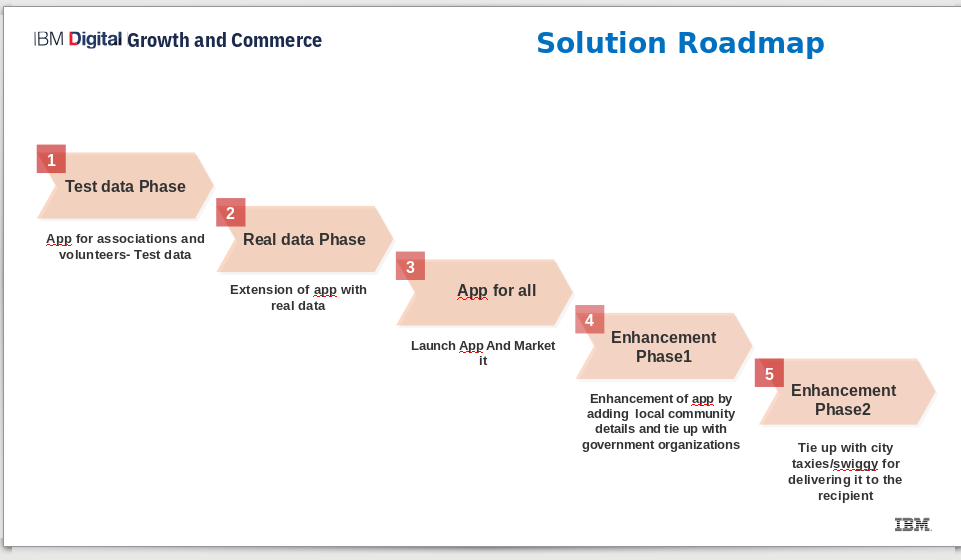 IBM Digital Growth and Commerce
Solution Roadmap
1
Test data Phase
App for associations and
volunteers- Test data
2
Real data Phase
Extension of app with
real data
3
App for all
Launch App And Market
it
4
Enhancement
Phase1
Enhancement of app by
adding  local community
details and tie up with
government organizations
5
Enhancement
Phase2
Tie up with city
taxies/swiggy for
delivering it to the
recipient
IBM